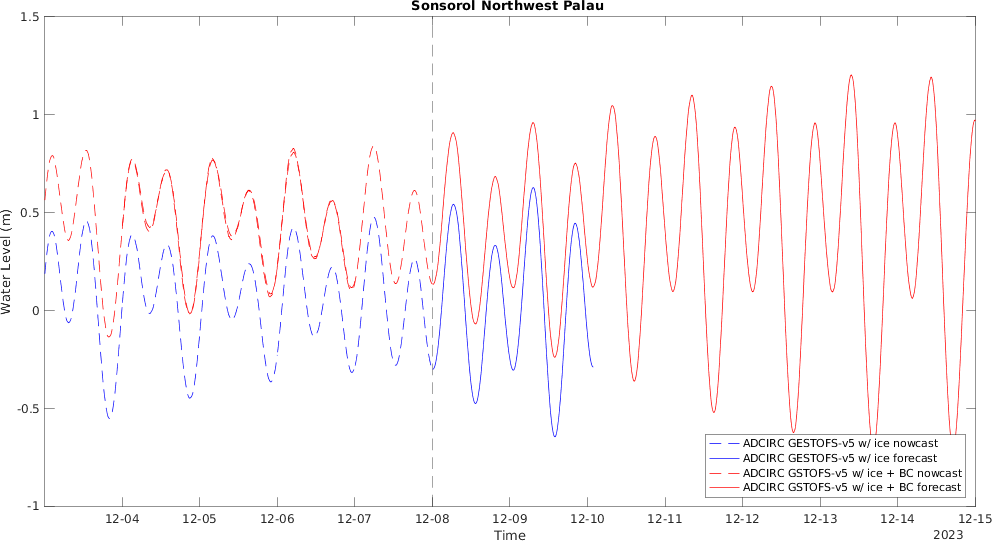 Sonsorol Northwest Palau
1.5
1
0.5
0
-0.5
-1
Water Level (m)
12-04
12-05
12-06
12-07
12-08
12-09
12-10
12-11
12-12
12-13
12-14
12-15
Time
2023
ADCIRC GESTOFS-v5 w/ ice nowcast
ADCIRC GESTOFS-v5 w/ ice forecast
ADCIRC GSTOFS-v5 w/ ice + BC nowcast
ADCIRC GSTOFS-v5 w/ ice + BC forecast